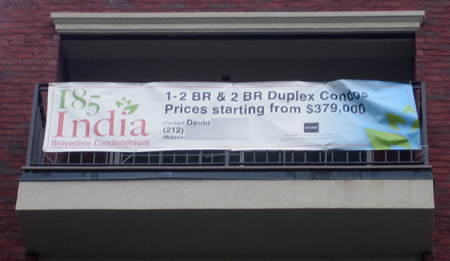 185
India
Belvedere Condominium
1-2 BR & 2 BR Duplex Condos
Prices starting from $379,000
Contact: David
(212)